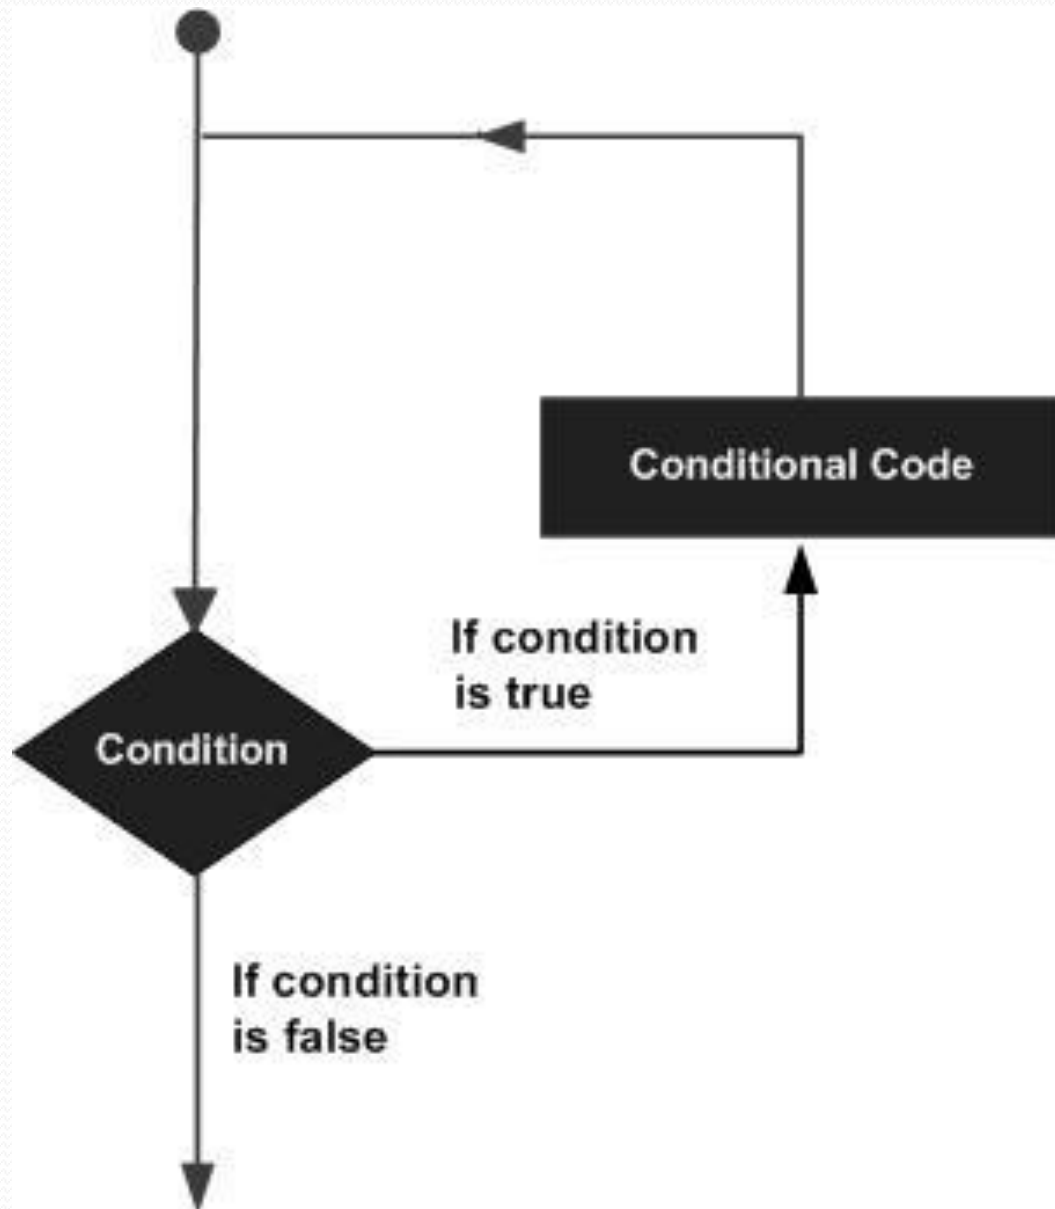 Conditional Code
If condition
is true
Condition
If condition
is false